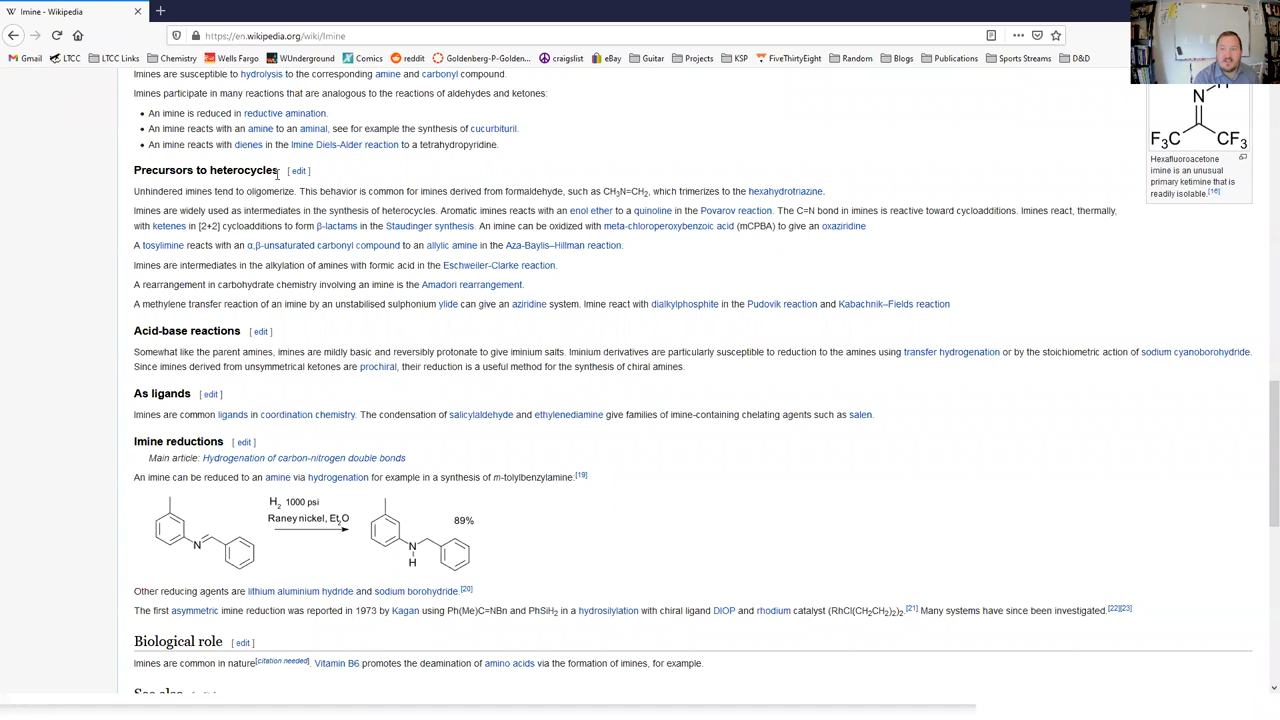 Imine - Wikipedia
https://en.wikipedia.org/wiki/Imine
Gmail LTCC LTCC Links Chemistry Wells Fargo WUnderground Comics reddit Goldenberg-P-Golden... craigslist eBay Guitar Projects KSP FiveThirtyEight Random Blogs Publications Sports Streams D&D
Imines are susceptible to hydrolysis to the corresponding amine and carbonyl compound.
Imines participate in many reactions that are analogous to the reactions of aldehydes and ketones:
• An imine is reduced in reductive amination.
• An imine reacts with an amine to an aminal, see for example the synthesis of cucurbituril.
• An imine reacts with dienes in the Imine Diels-Alder reaction to a tetrahydropyridine.
N
F₃C CF₃
Hexafluoroacetone
imine is an unusual
primary ketimine that is
readily isolable.[16]
Precursors to heterocycles [ edit ]
Unhindered imines tend to oligomerize. This behavior is common for imines derived from formaldehyde, such as CH₃N=CH₂, which trimerizes to the hexahydrotriazine.
Imines are widely used as intermediates in the synthesis of heterocycles. Aromatic imines reacts with an enol ether to a quinoline in the Povarov reaction. The C=N bond in imines is reactive toward cycloadditions. Imines react, thermally,
with ketenes in [2+2] cycloadditions to form β-lactams in the Staudinger synthesis. An imine can be oxidized with meta-chloroperoxybenzoic acid (mCPBA) to give an oxaziridine
A tosylimine reacts with an α,β-unsaturated carbonyl compound to an allylic amine in the Aza-Baylis–Hillman reaction.
Imines are intermediates in the alkylation of amines with formic acid in the Eschweiler-Clarke reaction.
A rearrangement in carbohydrate chemistry involving an imine is the Amadori rearrangement.
A methylene transfer reaction of an imine by an unstabilised sulphonium ylide can give an aziridine system. Imine react with dialkylphosphite in the Pudovik reaction and Kabachnik–Fields reaction
Acid-base reactions [ edit ]
Somewhat like the parent amines, imines are mildly basic and reversibly protonate to give iminium salts. Iminium derivatives are particularly susceptible to reduction to the amines using transfer hydrogenation or by the stoichiometric action of sodium cyanoborohydride.
Since imines derived from unsymmetrical ketones are prochiral, their reduction is a useful method for the synthesis of chiral amines.
As ligands [ edit ]
Imines are common ligands in coordination chemistry. The condensation of salicylaldehyde and ethylenediamine give families of imine-containing chelating agents such as salen.
Imine reductions [ edit ]
Main article: Hydrogenation of carbon-nitrogen double bonds
An imine can be reduced to an amine via hydrogenation for example in a synthesis of m-tolylbenzylamine:[19]
H₂ 1000 psi
Raney nickel, Et₂O
89%
N
N
H
Other reducing agents are lithium aluminium hydride and sodium borohydride.[20]
The first asymmetric imine reduction was reported in 1973 by Kagan using Ph(Me)C=NBn and PhSiH₂ in a hydrosilylation with chiral ligand DIOP and rhodium catalyst (RhCl(CH₂CH₂)₂)₂.[21] Many systems have since been investigated.[22][23]
Biological role [ edit ]
Imines are common in nature[citation needed]. Vitamin B6 promotes the deamination of amino acids via the formation of imines, for example.